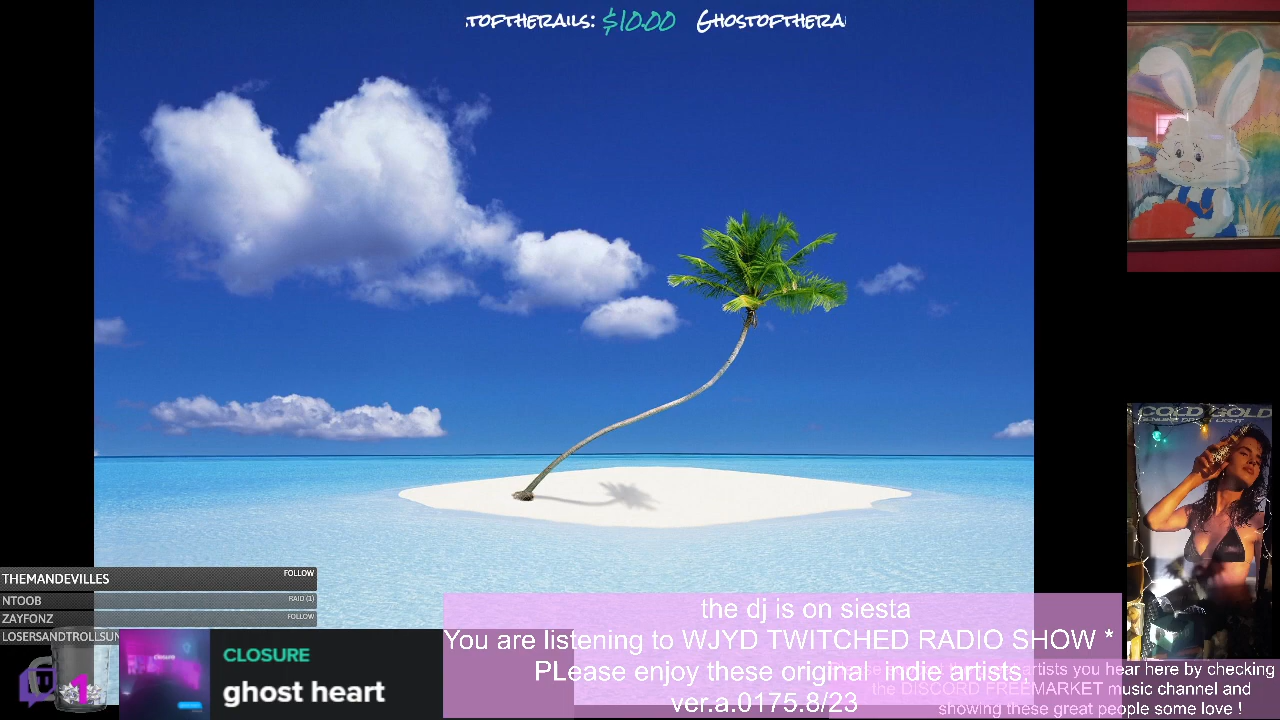 TOFTHERAILS: $10.00 GHOSTOFTHERA
COLD GOLD
THEMANDEVILLES FOLLOW
NTOOB RAID (1)
ZAYFONZ FOLLOW
LOSERSANDTROLLSUN
1
CLOSURE
ghost heart
the dj is on siesta
You are listening to WJYD TWITCHED RADIO SHOW *
PLease enjoy these original indie artists,
ver.a.0175.8/23
artists you hear here by checking
the DISCORD FREEMARKET music channel and
showing these great people some love !